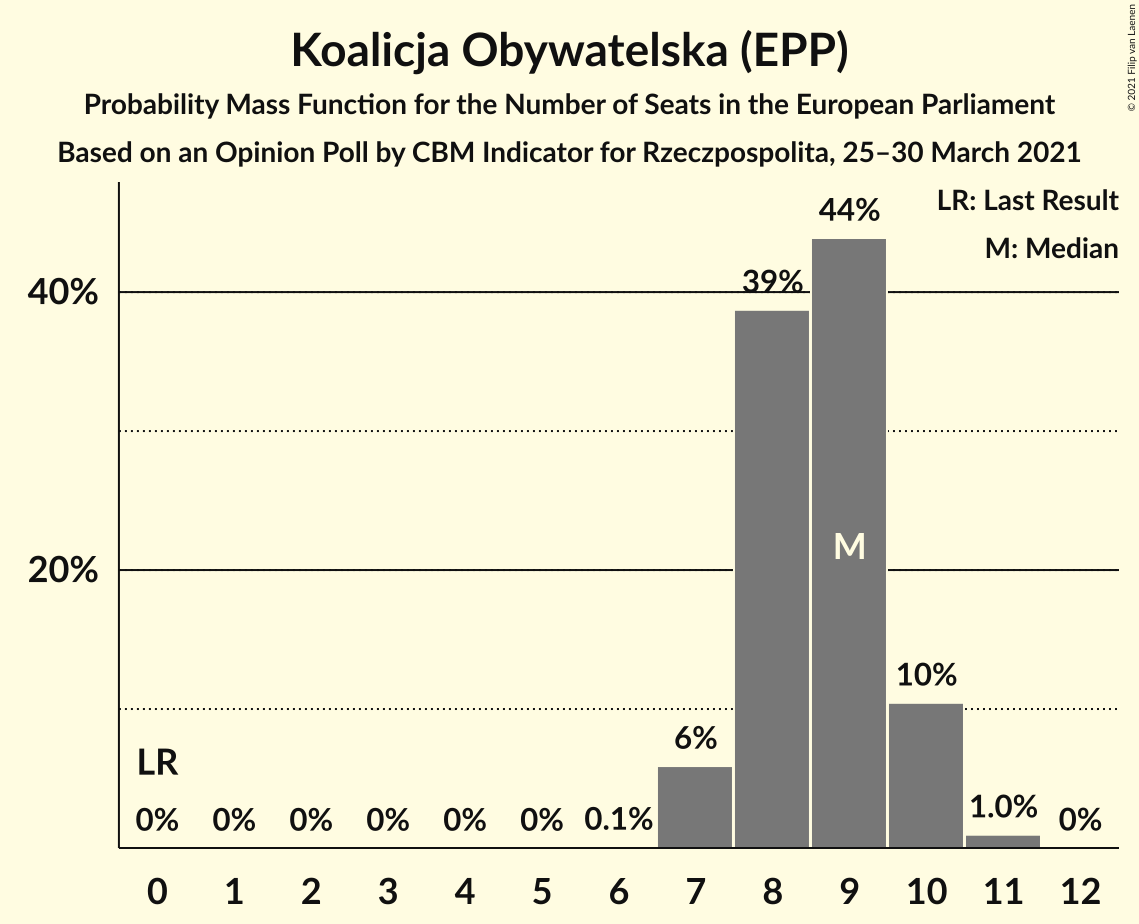 Koalicja Obywatelska (EPP)
Probability Mass Function for the Number of Seats in the European Parliament
Based on an Opinion Poll by CBM Indicator for Rzeczpospolita, 25–30 March 2021
© 2021 Filip van Laenen
LR: Last Result
M: Median
44%
39%
40%
M
20%
10%
6%
LR
0% 0% 0% 0% 0% 0% 0.1% 1.0% 0%
0 1 2 3 4 5 6 7 8 9 10 11 12